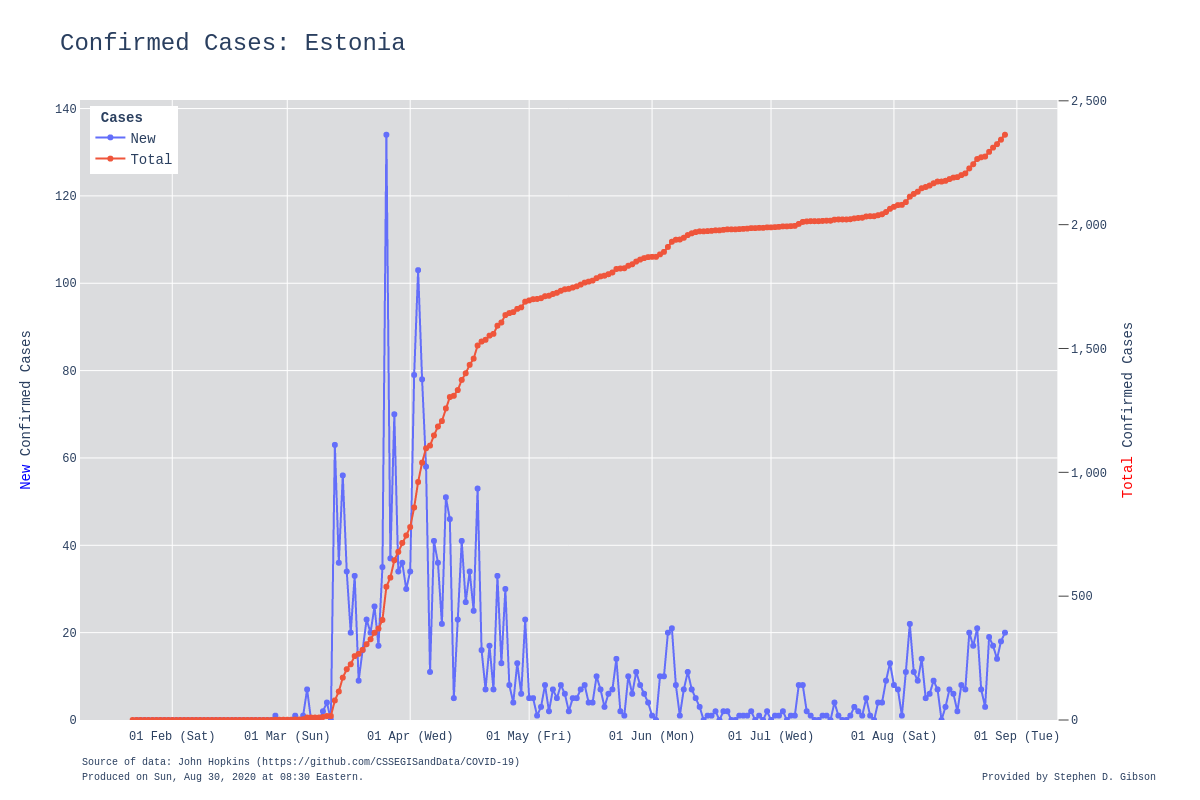 Confirmed Cases: Estonia
Cases
New
Total
140
120
100
80
60
40
20
0
2,500
2,000
1,500
1,000
500
0
New Confirmed Cases
Total Confirmed Cases
01 Feb (Sat)
01 Mar (Sun)
01 Apr (Wed)
01 May (Fri)
01 Jun (Mon)
01 Jul (Wed)
01 Aug (Sat)
01 Sep (Tue)
Source of data: John Hopkins (https://github.com/CSSEGISandData/COVID-19)
Produced on Sun, Aug 30, 2020 at 08:30 Eastern.
Provided by Stephen D. Gibson